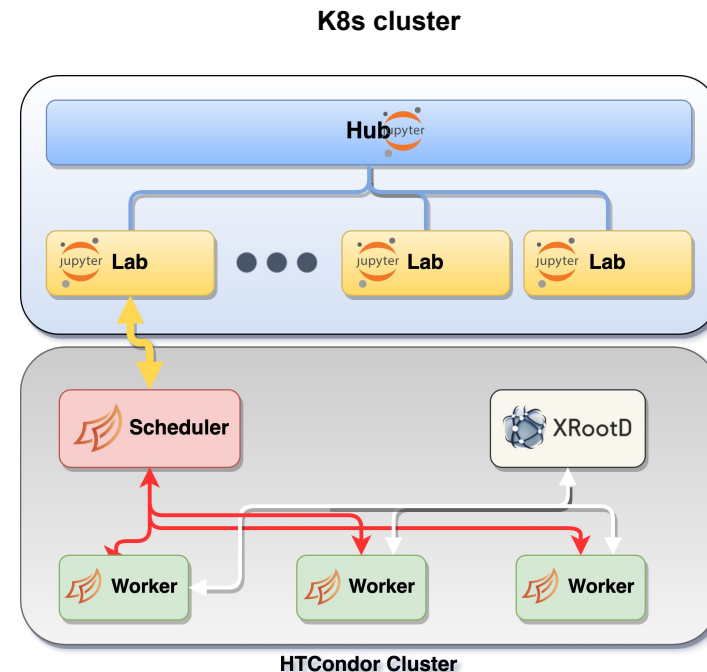 K8s cluster
Hub jupyter
jupyter Lab
jupyter Lab
jupyter Lab
Scheduler
XRootD
Worker
Worker
Worker
HTCondor Cluster